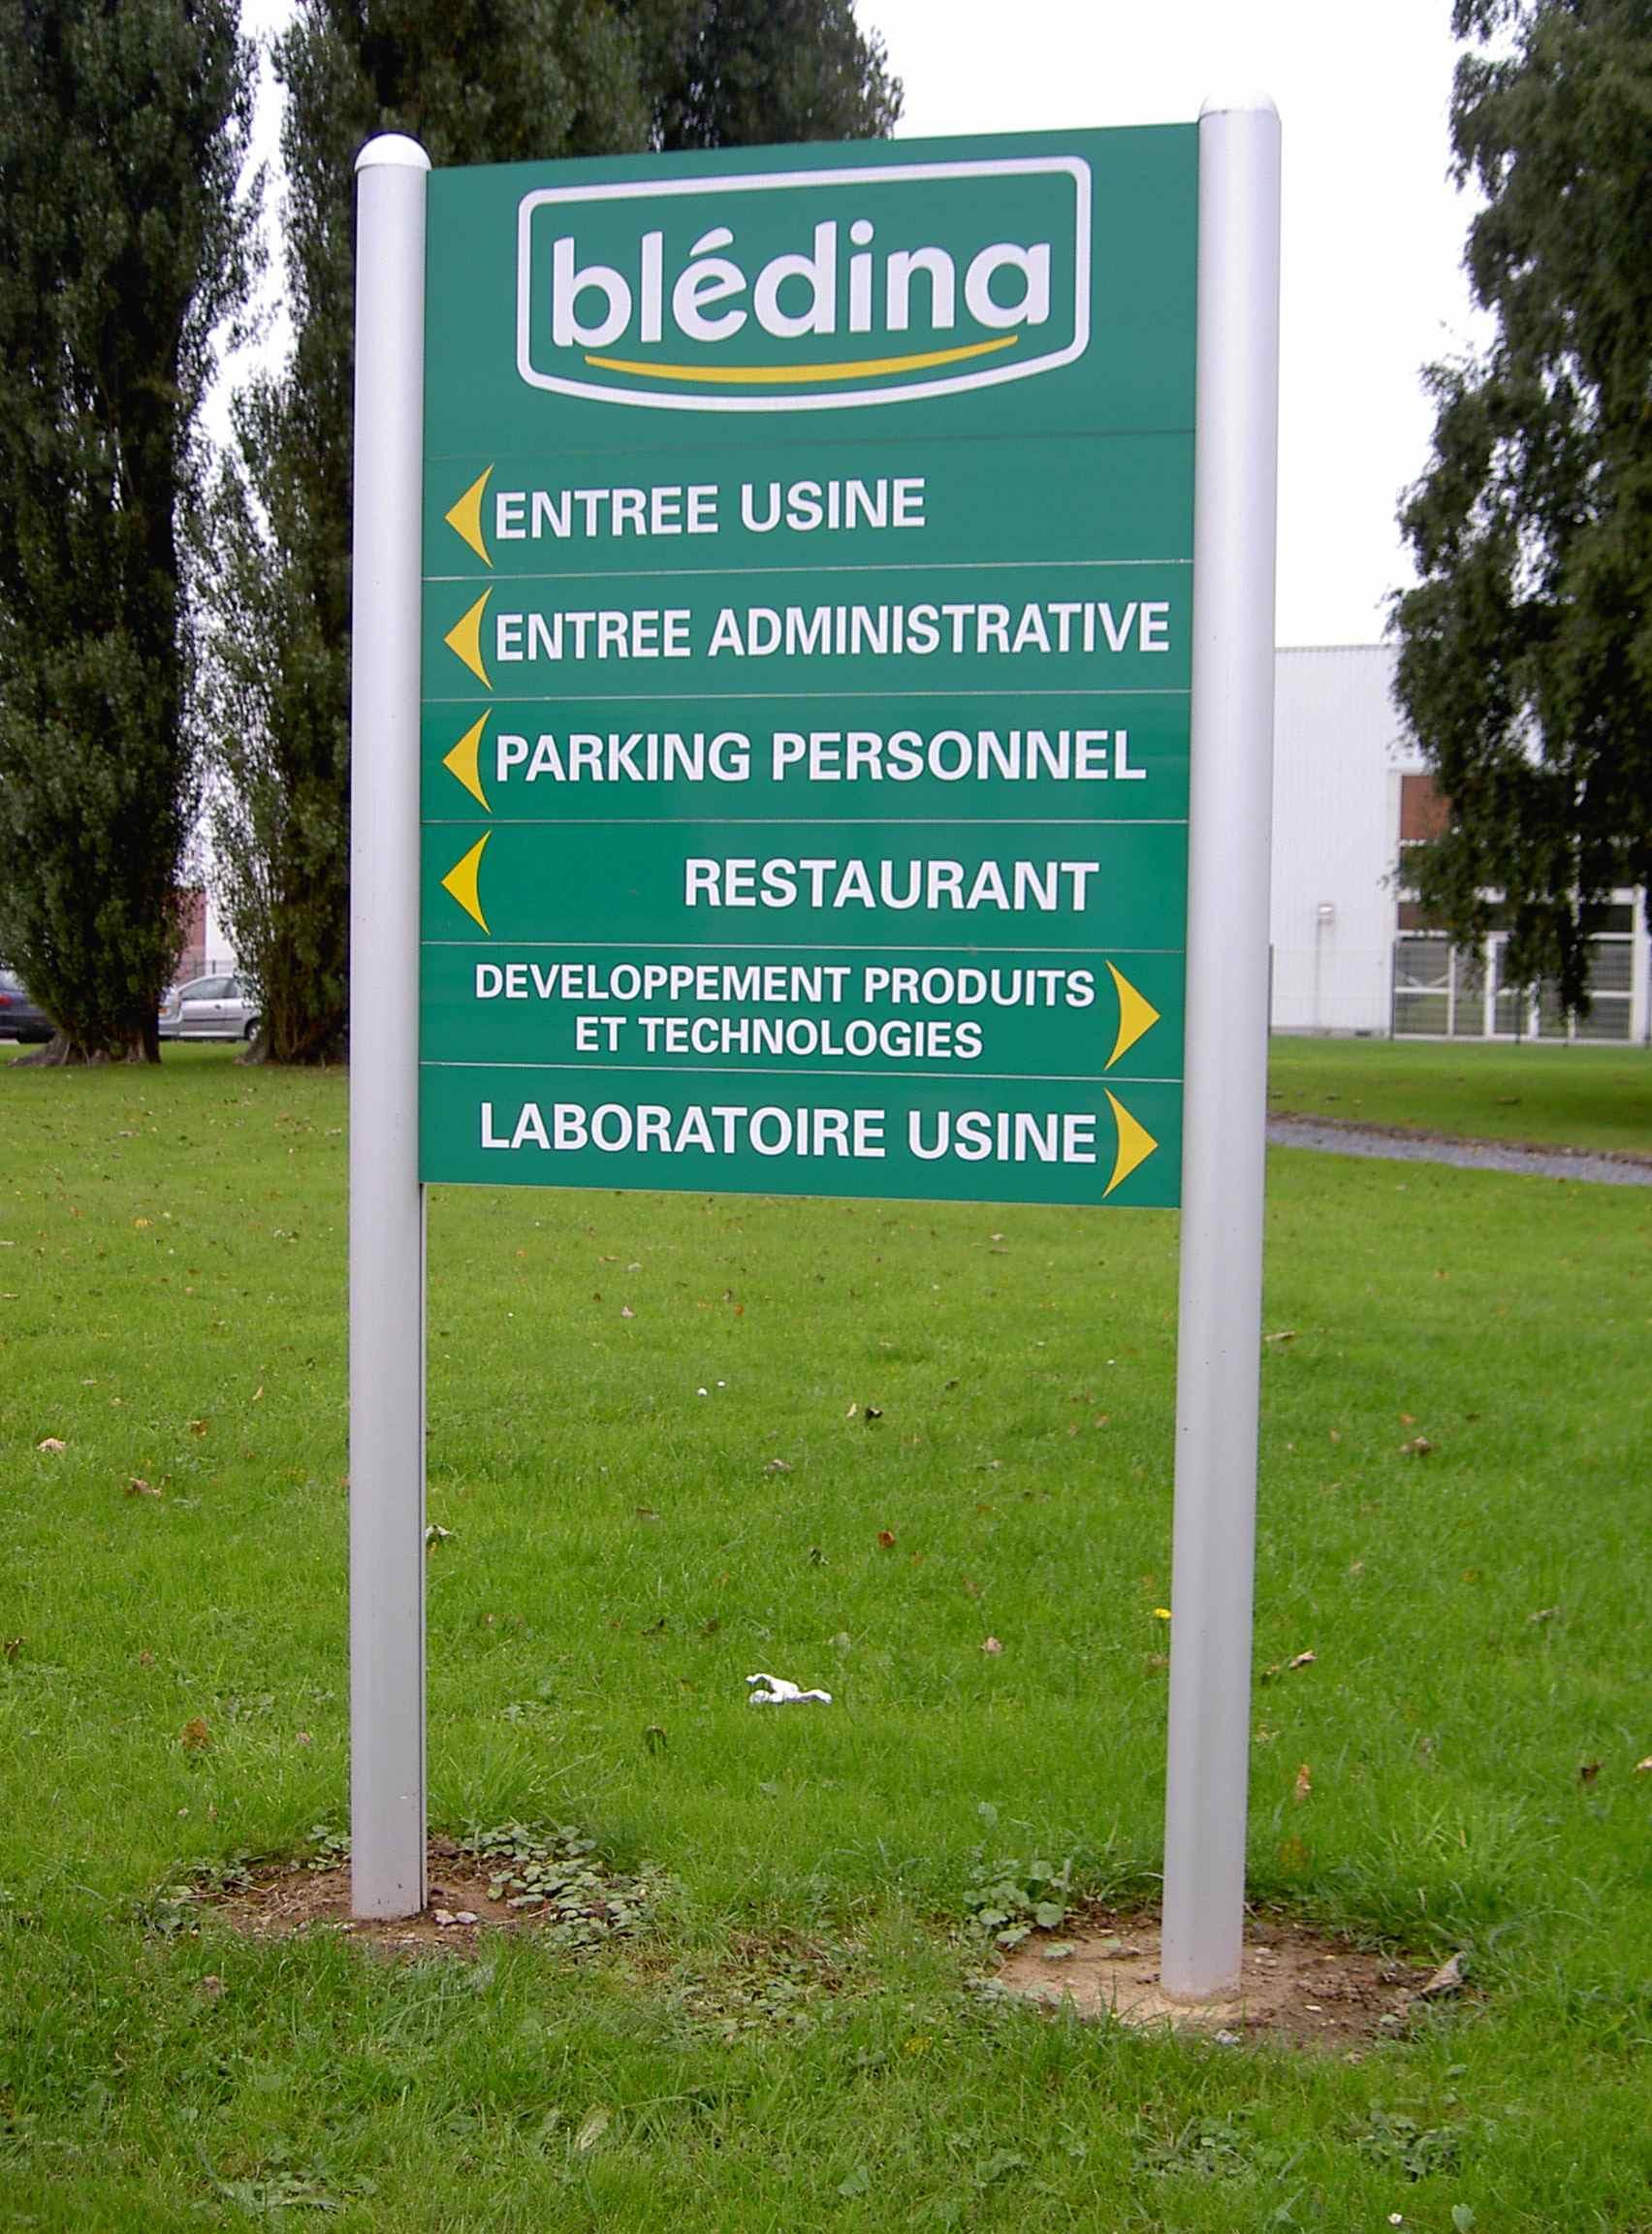 blédina
ENTREE USINE
ENTREE ADMINISTRATIVE
PARKING PERSONNEL
RESTAURANT
DEVELOPPEMENT PRODUITS
ET TECHNOLOGIES
LABORATOIRE USINE